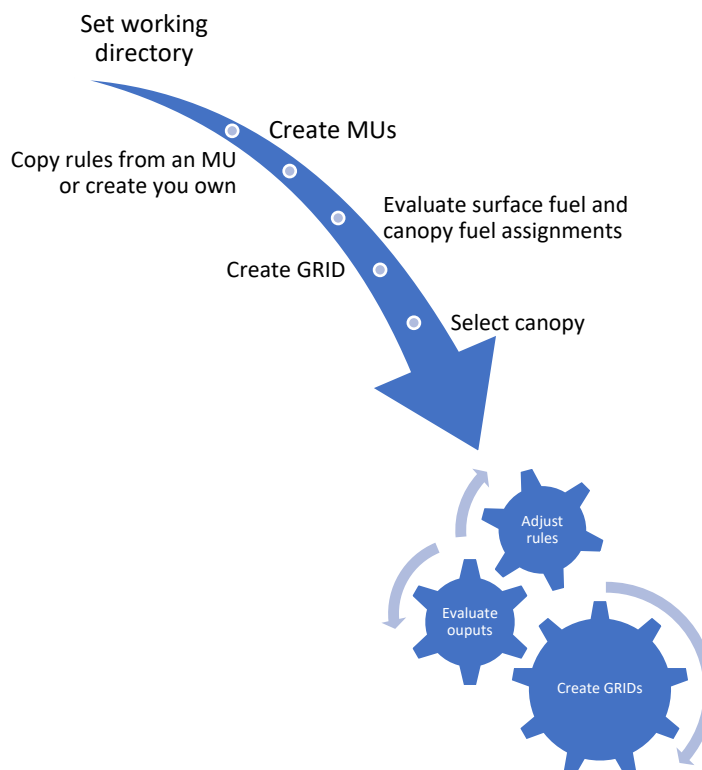 Set working
directory
Create MUs
Copy rules from an MU
or create you own
Evaluate surface fuel and
canopy fuel assignments
Create GRID
Select canopy
Adjust
rules
Evaluate
ouputs
Create GRIDs